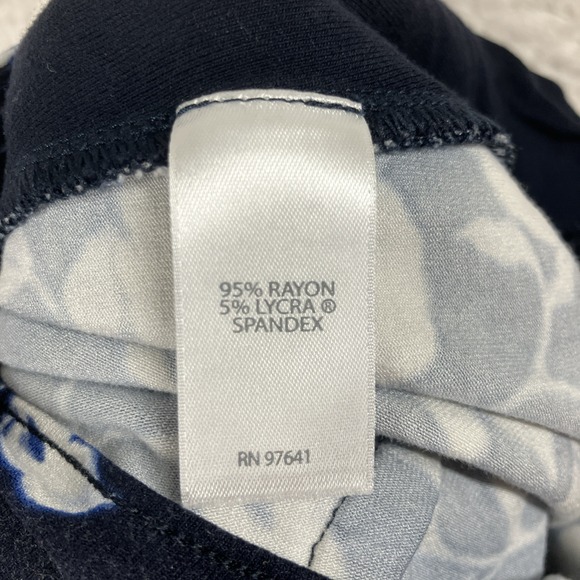 95% RAYON
5% LYCRA ®
SPANDEX
RN 97641